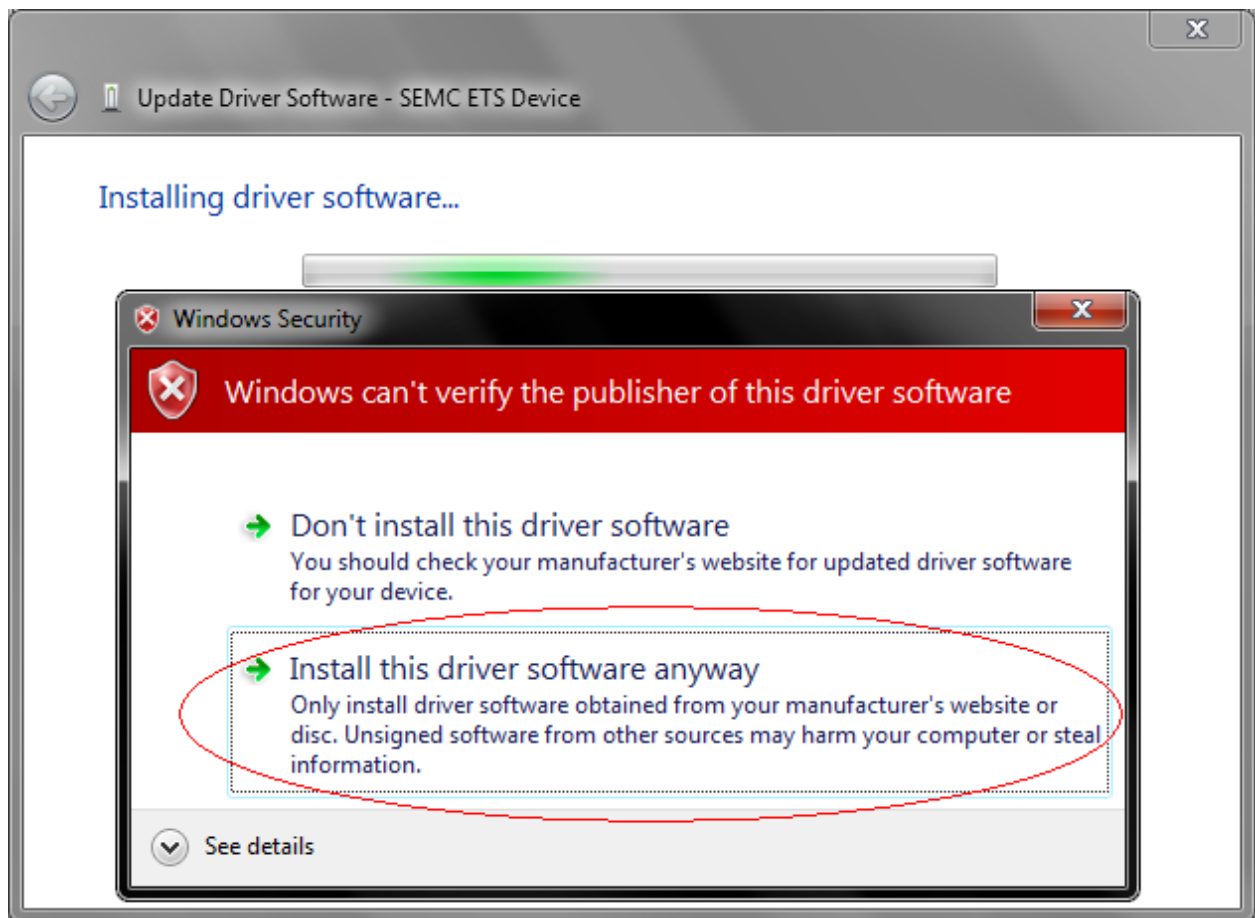 Update Driver Software - SEMC ETS Device
Installing driver software...
Windows Security
Windows can't verify the publisher of this driver software
Don't install this driver software
You should check your manufacturer's website for updated driver software
for your device.
Install this driver software anyway
Only install driver software obtained from your manufacturer's website or
disc. Unsigned software from other sources may harm your computer or steal
information.
See details